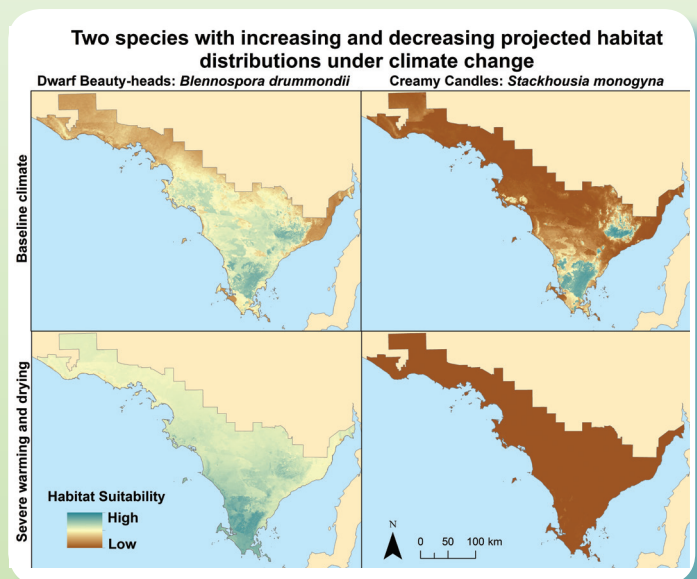 Two species with increasing and decreasing projected habitat
distributions under climate change
Dwarf Beauty-heads: Blennospora drummondii
Creamy Candles: Stackhousia monogyna
Baseline climate
Severe warming and drying
Habitat Suitability
High
Low
N
0 50 100 km